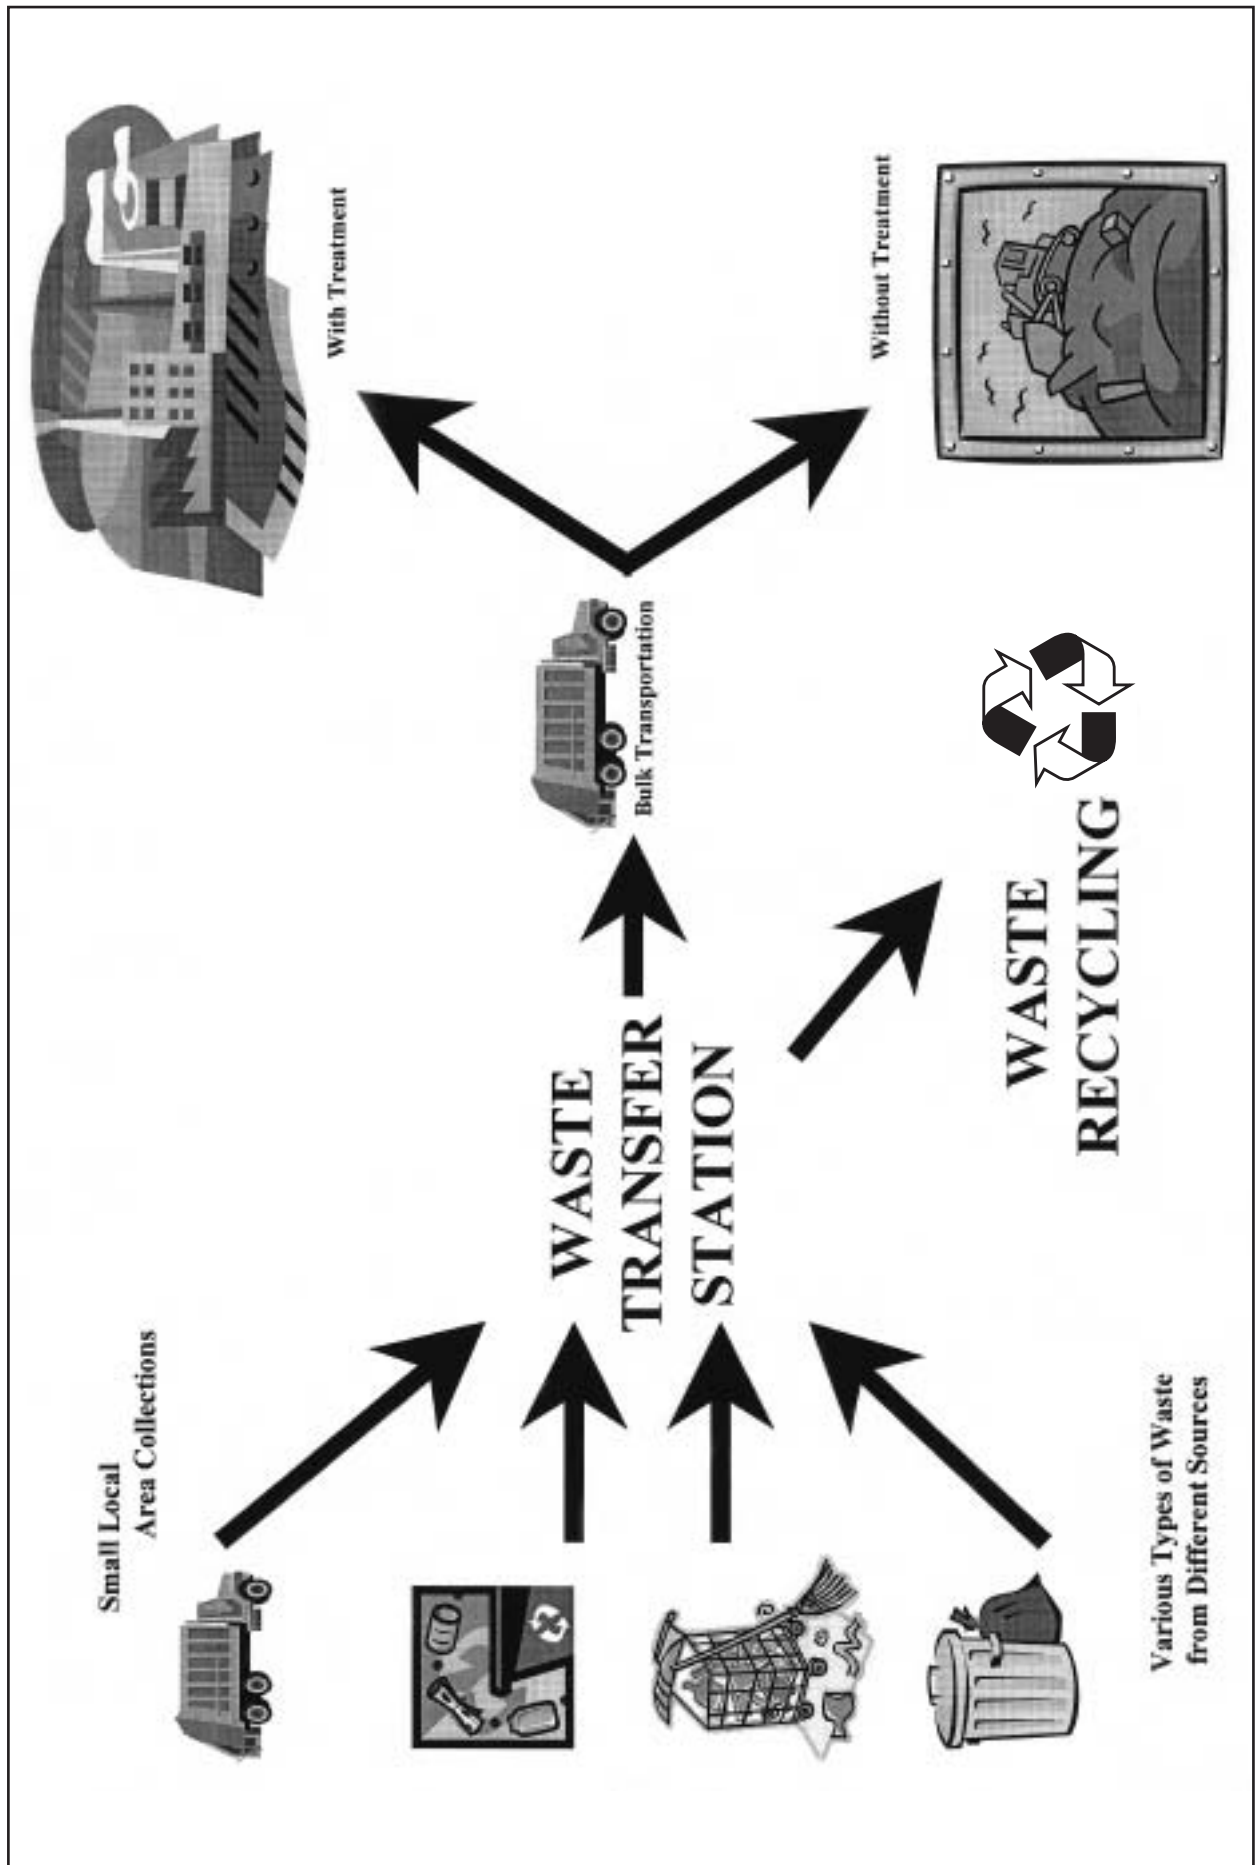 Small Local
Area Collections
Various Types of Waste
from Different Sources
WASTE
TRANSFER
STATION
Bulk Transportation
WASTE
RECYCLING
With Treatment
Without Treatment